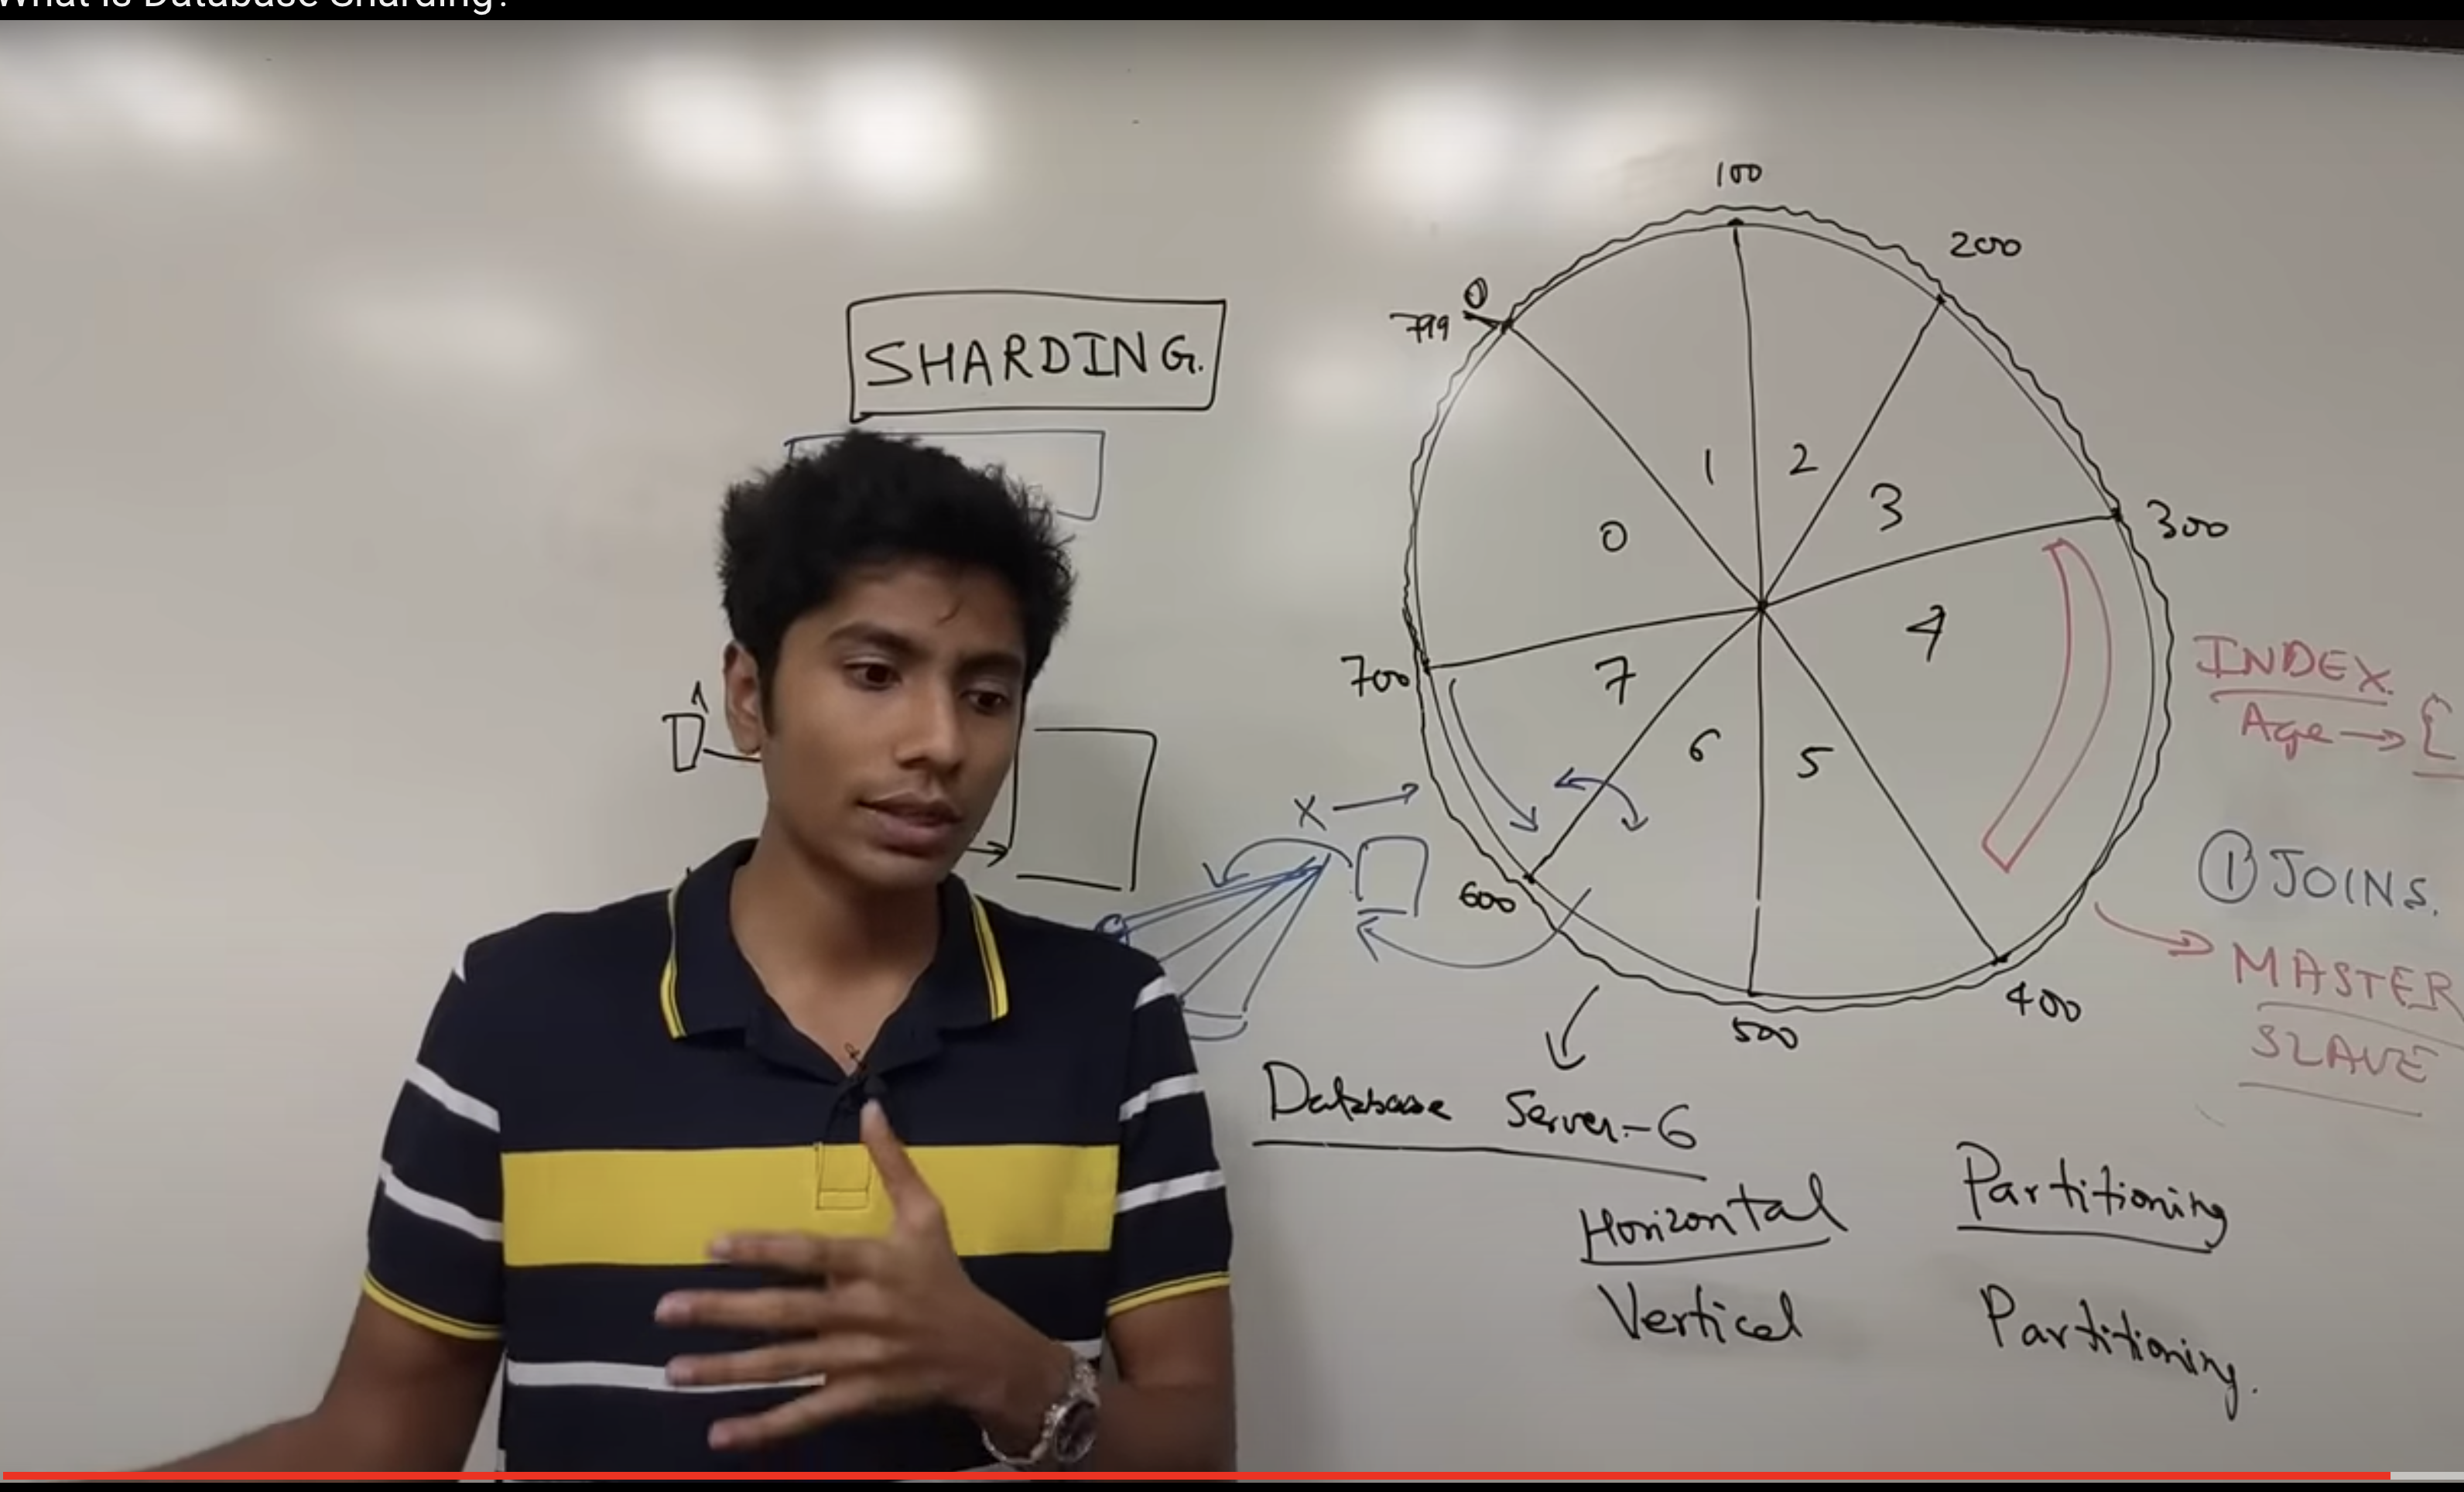 What is Database Sharding?
SHARDING.
100
200
0
799
300
1
2
3
0
4
INDEX.
Age → {
700
7
6
5
X →
1
① JOINS.
600
MASTER
400
500
SLAVE
Database Server-6
Horizontal Partitioning
Vertical Partitioning.